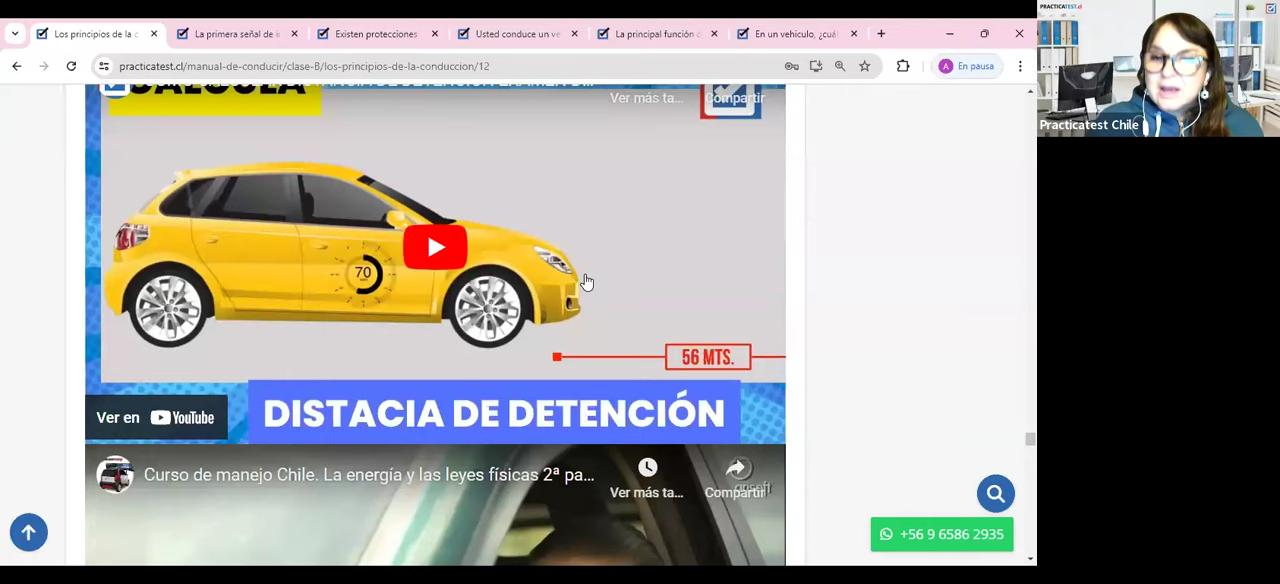 Los principios de la c
La primera señal de i
Existen protecciones
Usted conduce un ve
La principal función d
En un vehiculo, ¿cuá
practicatest.cl/manual-de-conducir/clase-B/los-principios-de-la-conduccion/12
A
En pausa
PRACTICATEST.cl
Practicatest Chile
Ver más ta...
Compartir
70
56 MTS.
Ver en YouTube
DISTACIA DE DETENCIÓN
Curso de manejo Chile. La energía y las leyes físicas 2ª pa...
Ver más ta...
Compartir
+56 9 6586 2935